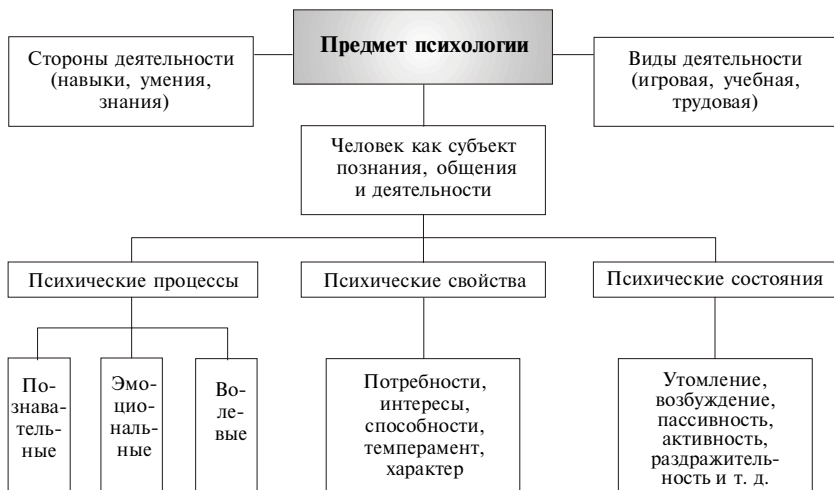 Предмет психологии
Стороны деятельности
(навыки, умения,
знания)
Виды деятельности
(игровая, учебная,
трудовая)
Человек как субъект
познания, общения
и деятельности
Психические процессы
Психические свойства
Психические состояния
По-
знава-
тель-
ные
Эмо-
цио-
наль-
ные
Во-
ле-
вые
Потребности,
интересы,
способности,
темперамент,
характер
Утомление,
возбуждение,
пассивность,
активность,
раздражитель-
ность и т. д.